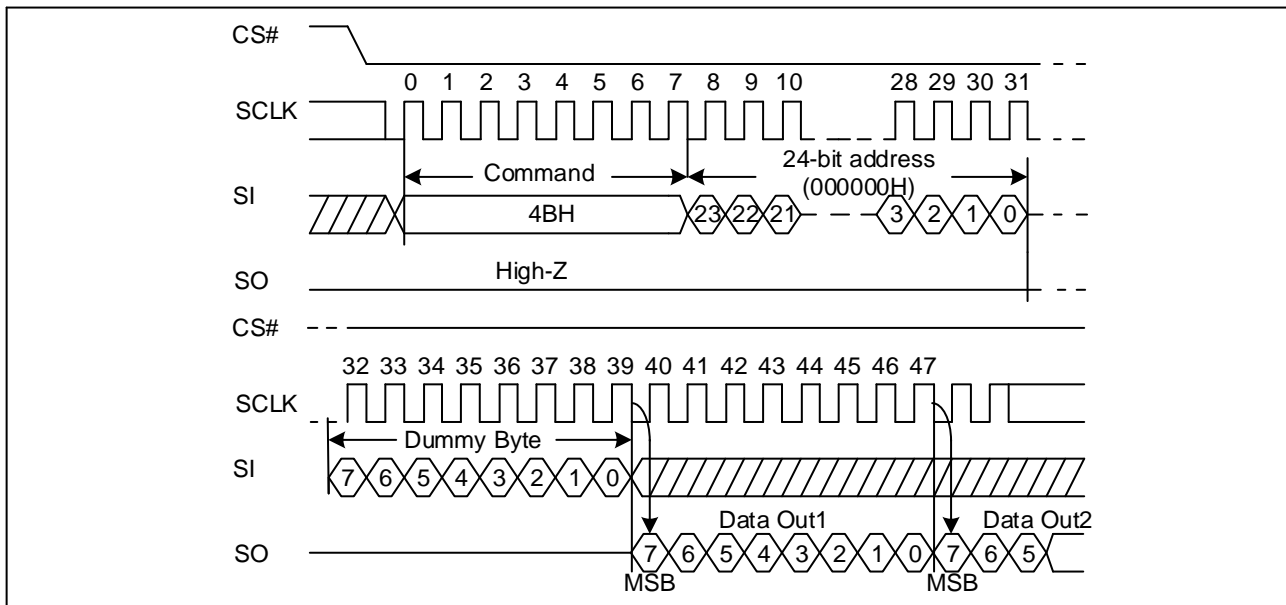 CS#
0 1 2 3 4 5 6 7 8 9 10 28 29 30 31
SCLK
Command
24-bit address
(000000H)
SI
4BH
23 22 21 3 2 1 0
High-Z
SO
CS#
32 33 34 35 36 37 38 39 40 41 42 43 44 45 46 47
SCLK
Dummy Byte
SI
7 6 5 4 3 2 1 0
Data Out1
Data Out2
SO
7 6 5 4 3 2 1 0 7 6 5
MSB
MSB